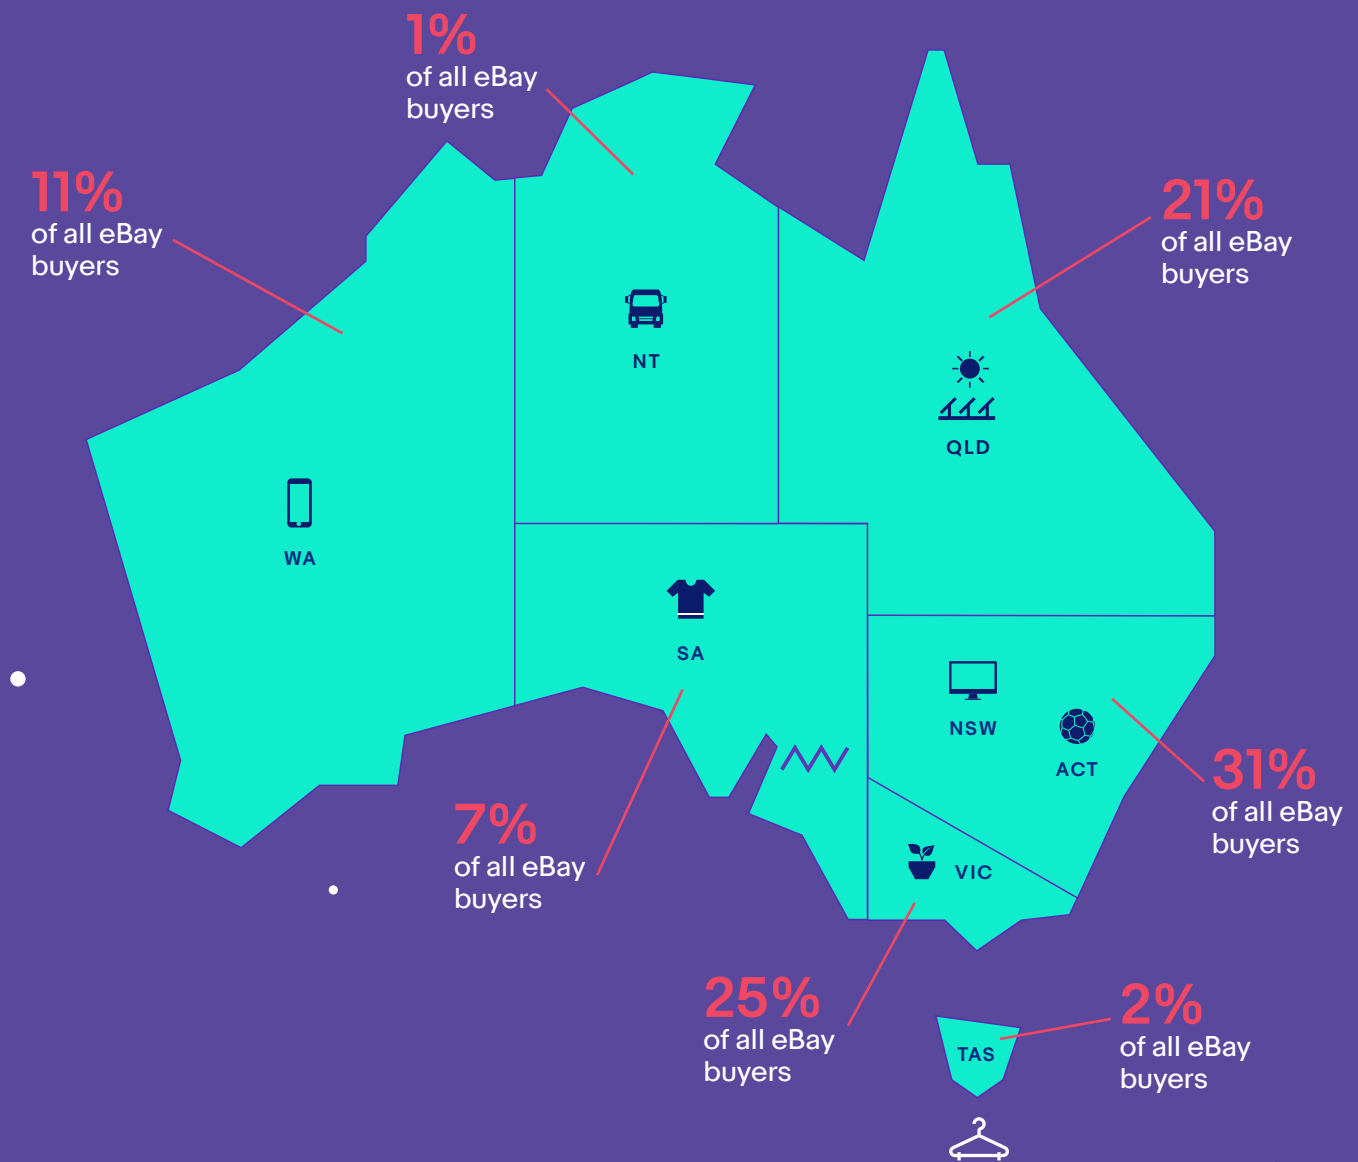 1%
of all eBay
buyers
11%
of all eBay
buyers
21%
of all eBay
buyers
NT
QLD
WA
SA
NSW
ACT
31%
of all eBay
buyers
7%
of all eBay
buyers
VIC
25%
of all eBay
buyers
2%
of all eBay
buyers
TAS